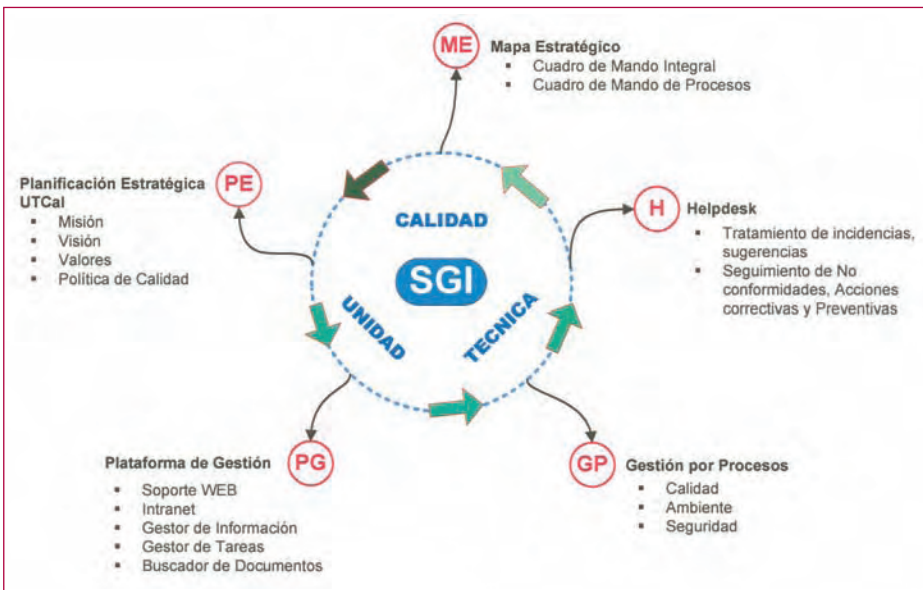 ME
Mapa Estratégico
▪ Cuadro de Mando Integral
▪ Cuadro de Mando de Procesos
PE
Planificación Estratégica
UTCal
▪ Misión
▪ Visión
▪ Valores
▪ Política de Calidad
H
Helpdesk
▪ Tratamiento de incidencias,
sugerencias
▪ Seguimiento de No
conformidades, Acciones
correctivas y Preventivas
CALIDAD
SGI
UNIDAD
TECNICA
PG
Plataforma de Gestión
▪ Soporte WEB
▪ Intranet
▪ Gestor de Información
▪ Gestor de Tareas
▪ Buscador de Documentos
GP
Gestión por Procesos
▪ Calidad
▪ Ambiente
▪ Seguridad